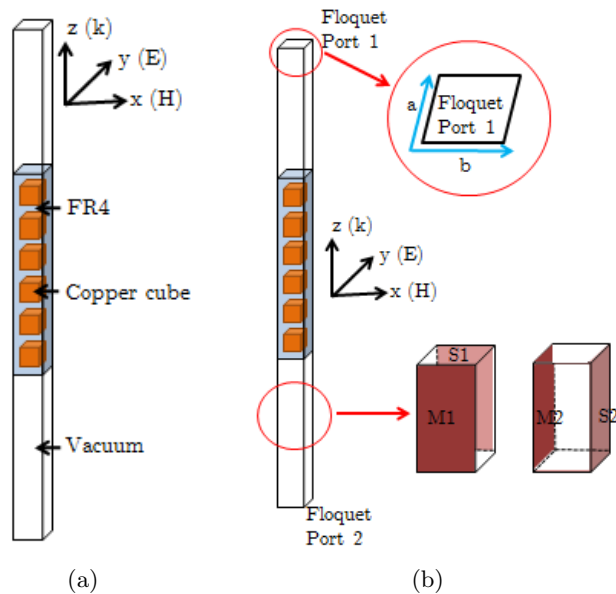 z (k)
y (E)
x (H)
FR4
Copper cube
Vacuum
(a)
Floquet
Port 1
a
Floquet
Port 1
b
z (k)
y (E)
x (H)
S1
M1
M2
S2
Floquet
Port 2
(b)